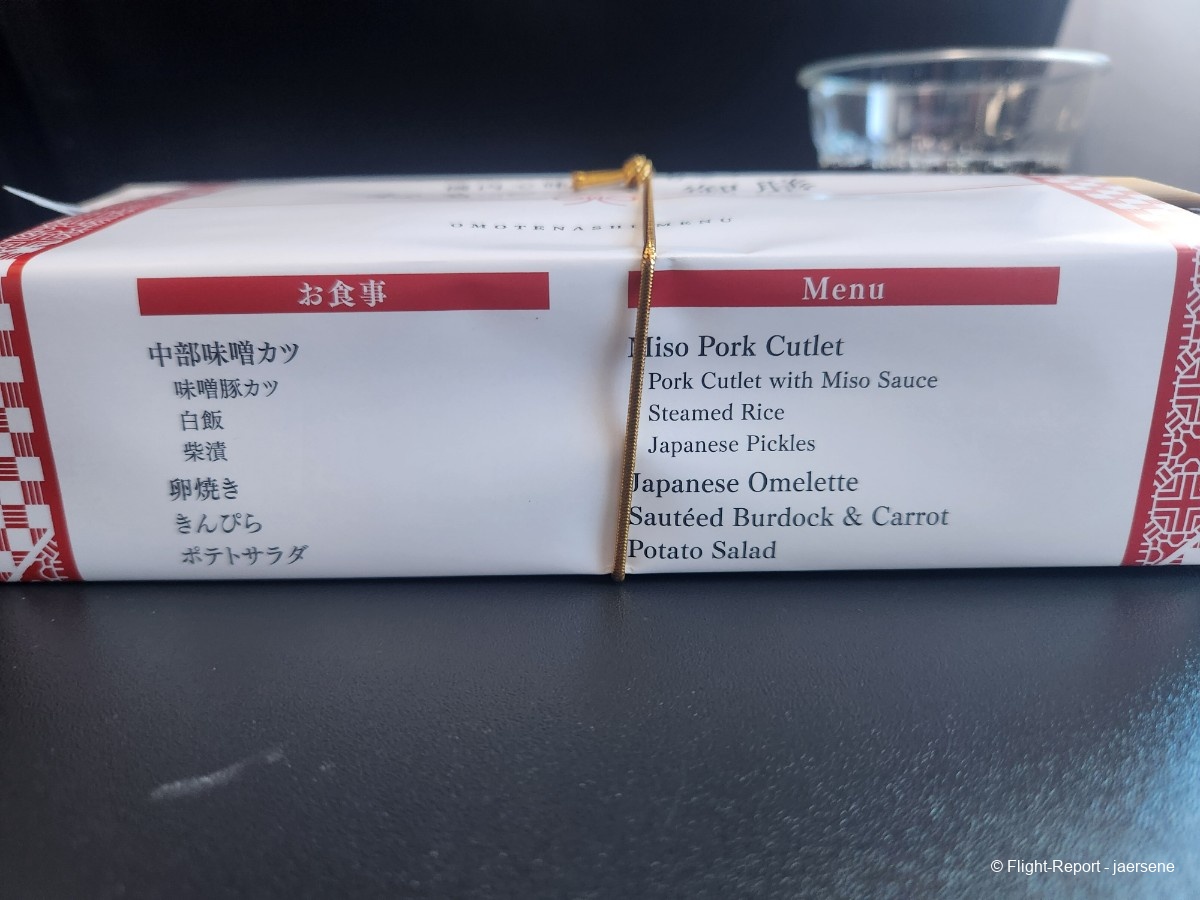 OMOTENASHI MENU
お食事
中部味噌カツ
味噌豚カツ
白飯
柴漬
卵焼き
きんぴら
ポテトサラダ
Menu
Miso Pork Cutlet
Pork Cutlet with Miso Sauce
Steamed Rice
Japanese Pickles
Japanese Omelette
Sautéed Burdock & Carrot
Potato Salad
© Flight-Report - jaersene